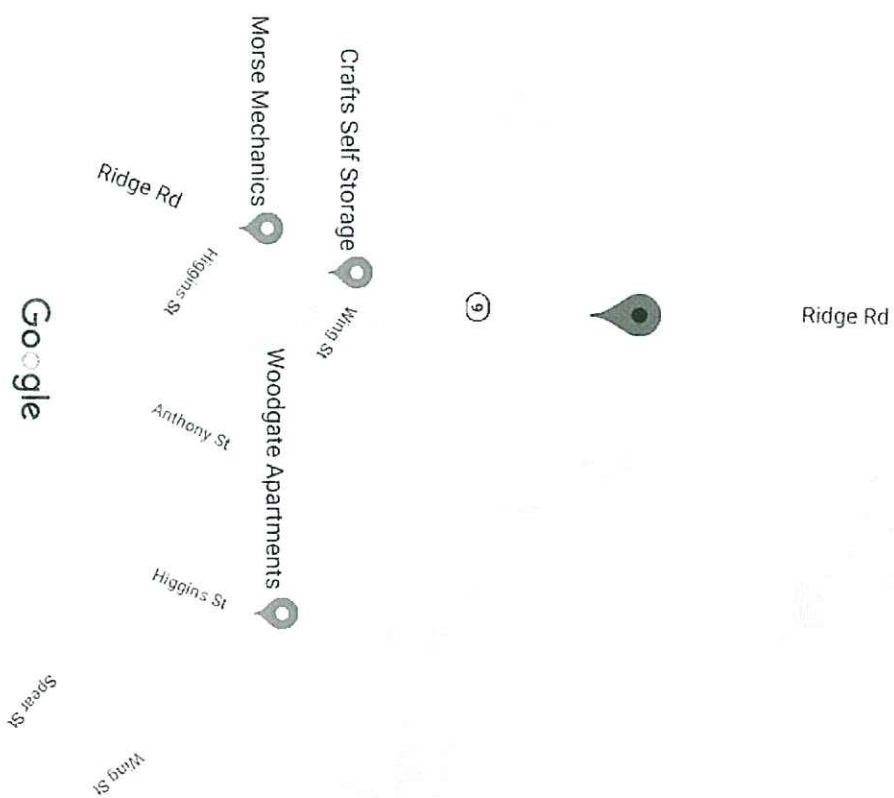 Ridge Rd
9
Crafts Self Storage
Wing St
Woodgate Apartments
Morse Mechanics
Higgins St
Anthony St
Higgins St
Ridge Rd
Wing St
Spear St
Google